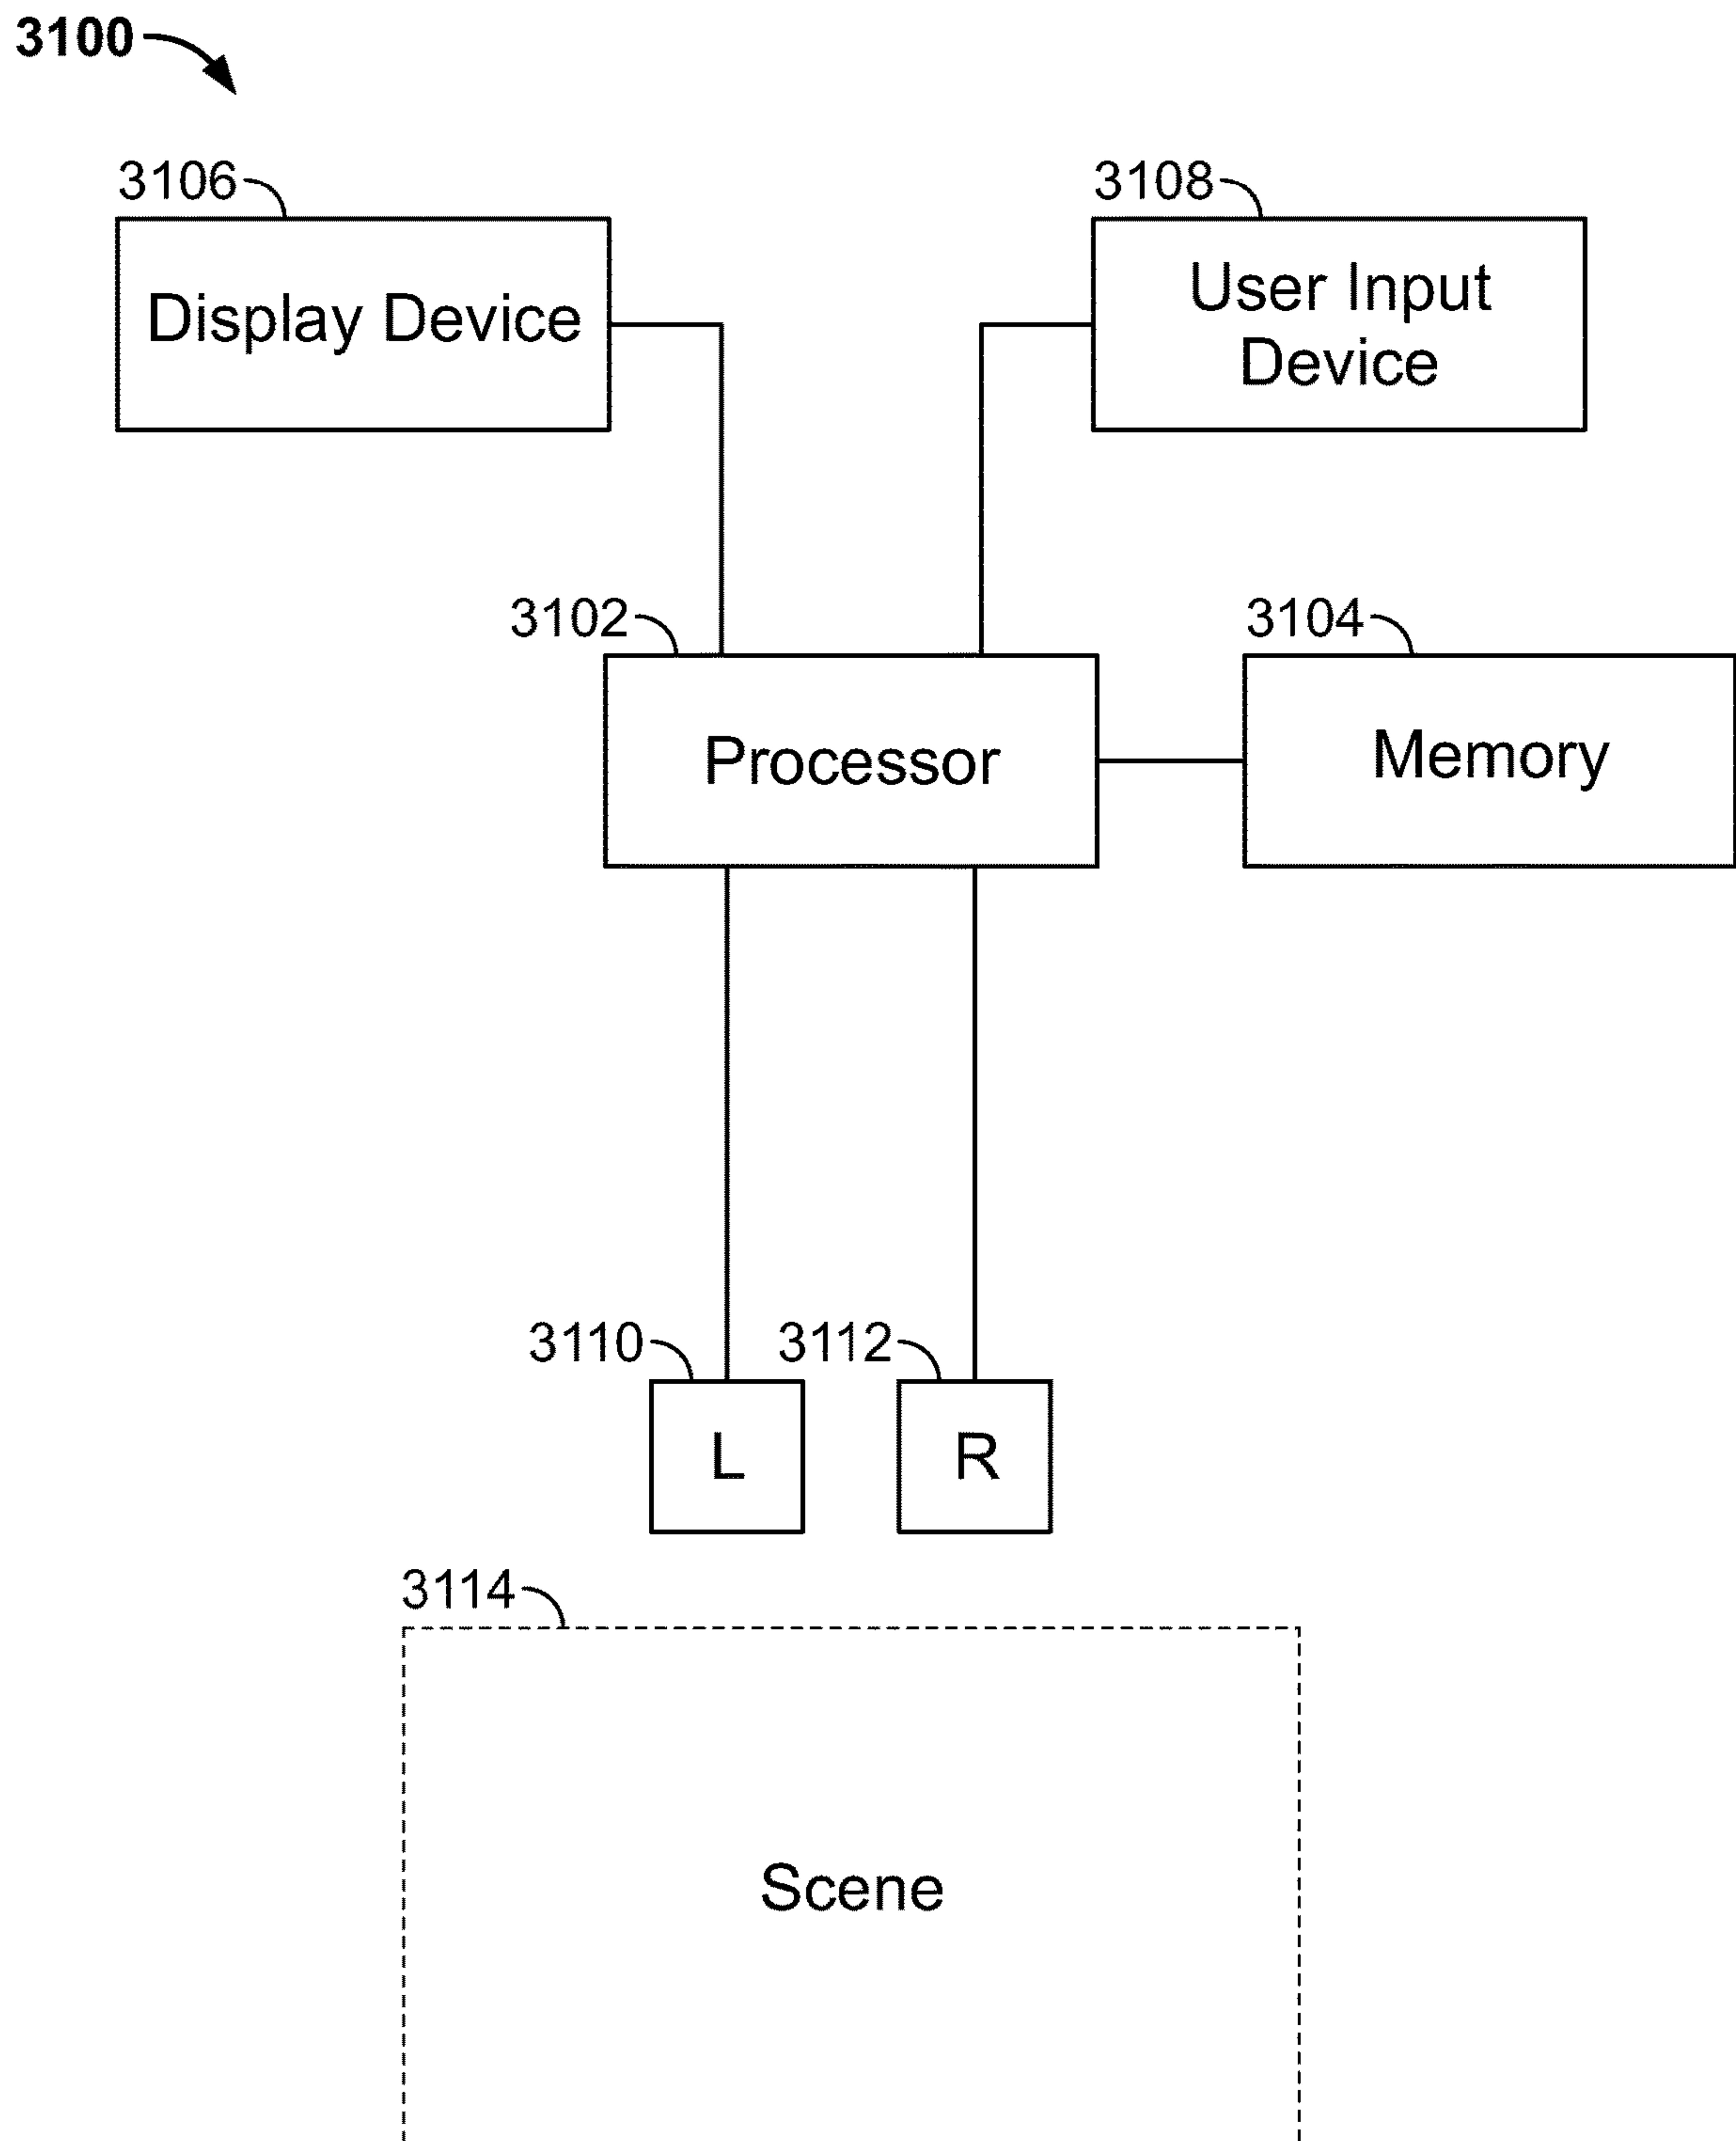 3100
3106
Display Device
3108
User Input
Device
3102
Processor
3104
Memory
3110
L
3112
R
3114
Scene